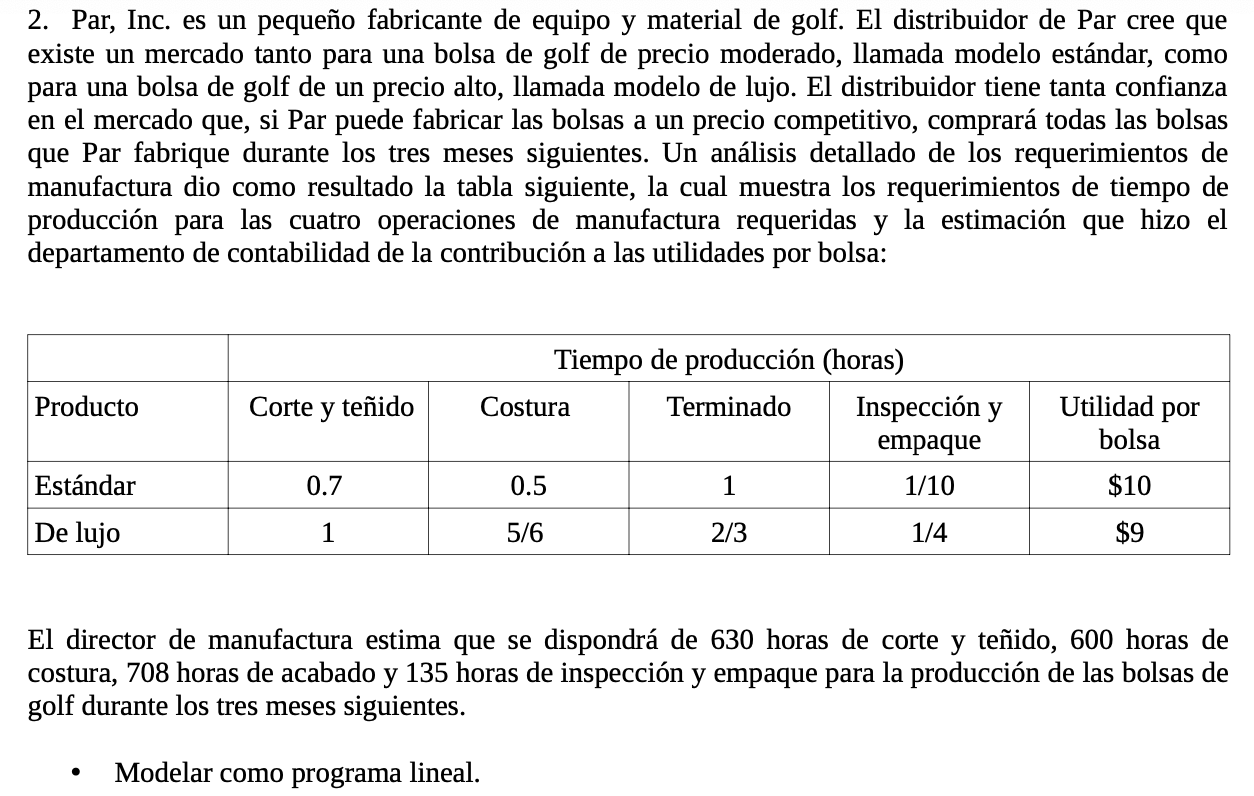 2. Par, Inc. es un pequeño fabricante de equipo y material de golf. El distribuidor de Par cree que
existe un mercado tanto para una bolsa de golf de precio moderado, llamada modelo estándar, como
para una bolsa de golf de un precio alto, llamada modelo de lujo. El distribuidor tiene tanta confianza
en el mercado que, si Par puede fabricar las bolsas a un precio competitivo, comprará todas las bolsas
que Par fabrique durante los tres meses siguientes. Un análisis detallado de los requerimientos de
manufactura dio como resultado la tabla siguiente, la cual muestra los requerimientos de tiempo de
producción para las cuatro operaciones de manufactura requeridas y la estimación que hizo el
departamento de contabilidad de la contribución a las utilidades por bolsa:
Tiempo de producción (horas)
Producto Corte y teñido Costura Terminado Inspección y Utilidad por
empaque bolsa
Estándar 0.7 0.5 1 1/10 $10
De lujo 1 5/6 2/3 1/4 $9
El director de manufactura estima que se dispondrá de 630 horas de corte y teñido, 600 horas de
costura, 708 horas de acabado y 135 horas de inspección y empaque para la producción de las bolsas de
golf durante los tres meses siguientes.
• Modelar como programa lineal.